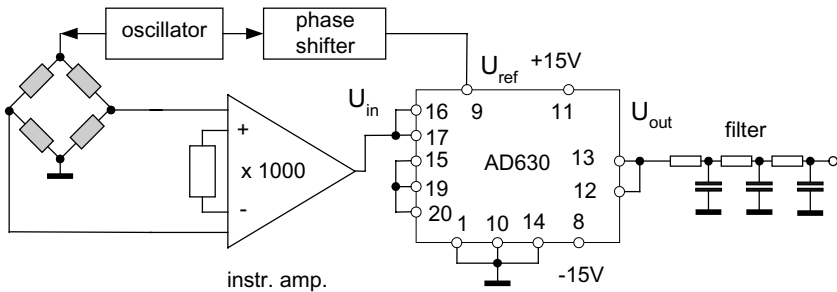 oscillator
phase
shifter
U_in
U_ref
+15V
16
9
11
17
U_out
filter
+
15
13
x 1000
AD630
19
12
-
20
1
10
14
8
-15V
instr. amp.